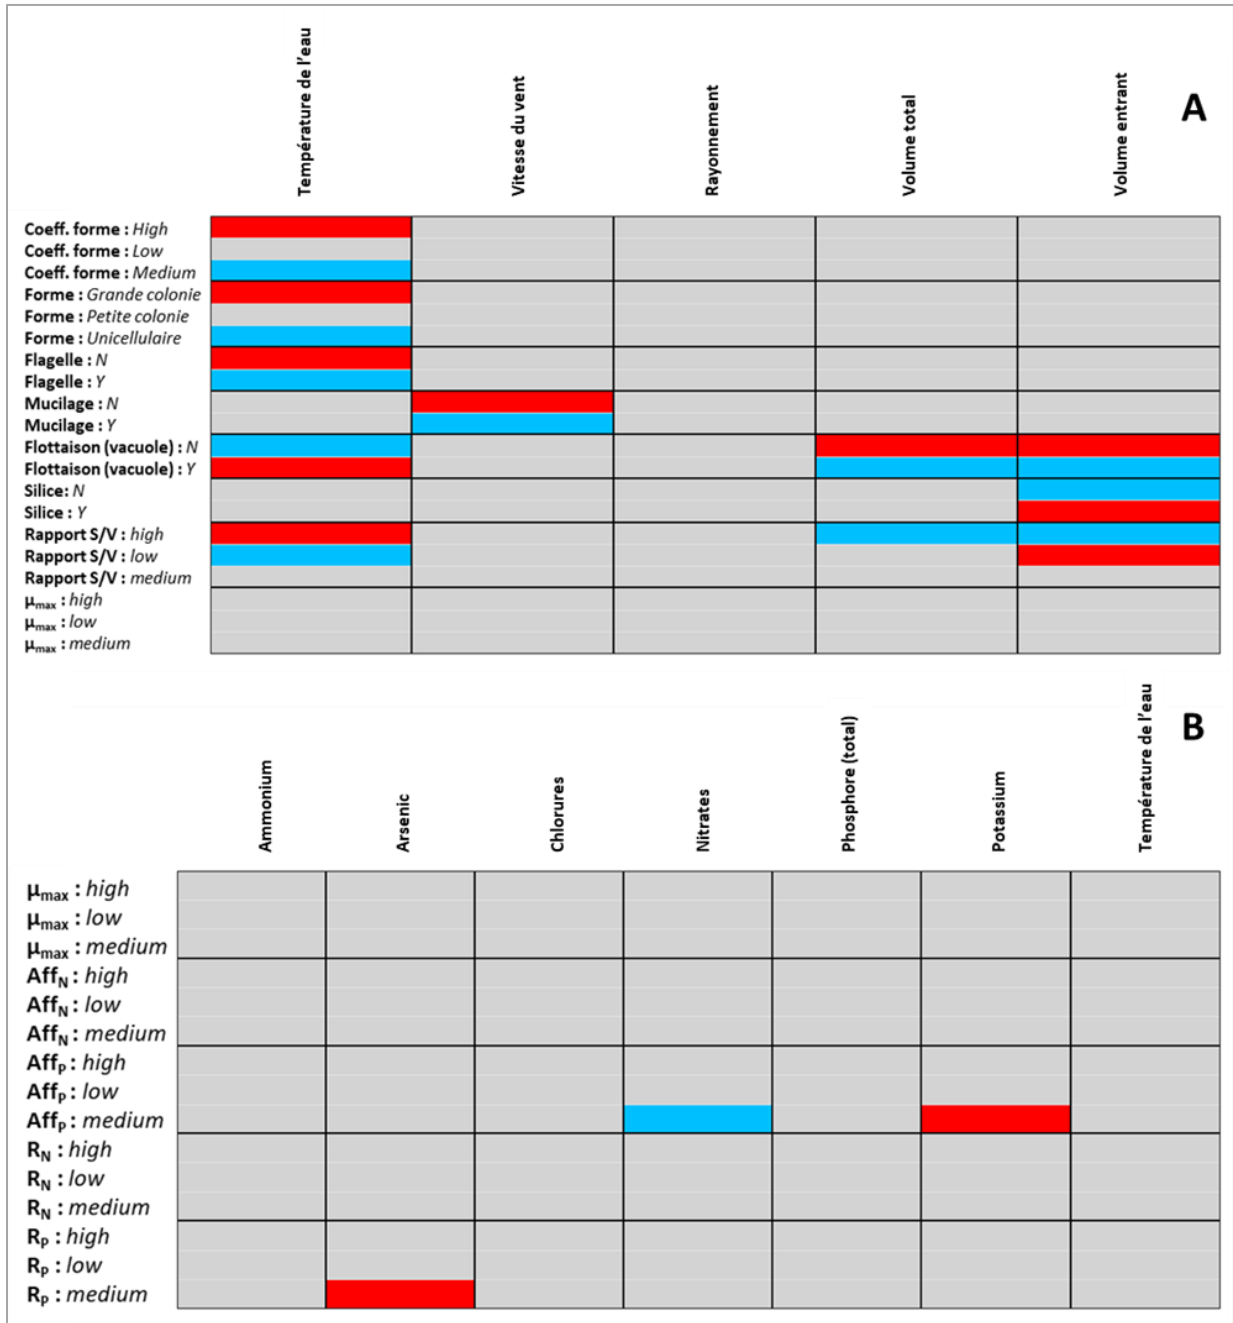 Température de l'eau
Vitesse du vent
Rayonnement
Volume total
Volume entrant
A
Coeff. forme : High
Coeff. forme : Low
Coeff. forme : Medium
Forme : Grande colonie
Forme : Petite colonie
Forme : Unicellulaire
Flagelle : N
Flagelle : Y
Mucilage : N
Mucilage : Y
Flottaison (vacuole) : N
Flottaison (vacuole) : Y
Silice: N
Silice : Y
Rapport S/V : high
Rapport S/V : low
Rapport S/V : medium
μmax : high
μmax : low
μmax : medium
Ammonium
Arsenic
Chlorures
Nitrates
Phosphore (total)
Potassium
Température de l'eau
B
μmax : high
μmax : low
μmax : medium
AffN : high
AffN : low
AffN : medium
AffP : high
AffP : low
AffP : medium
RN : high
RN : low
RN : medium
RP : high
RP : low
RP : medium